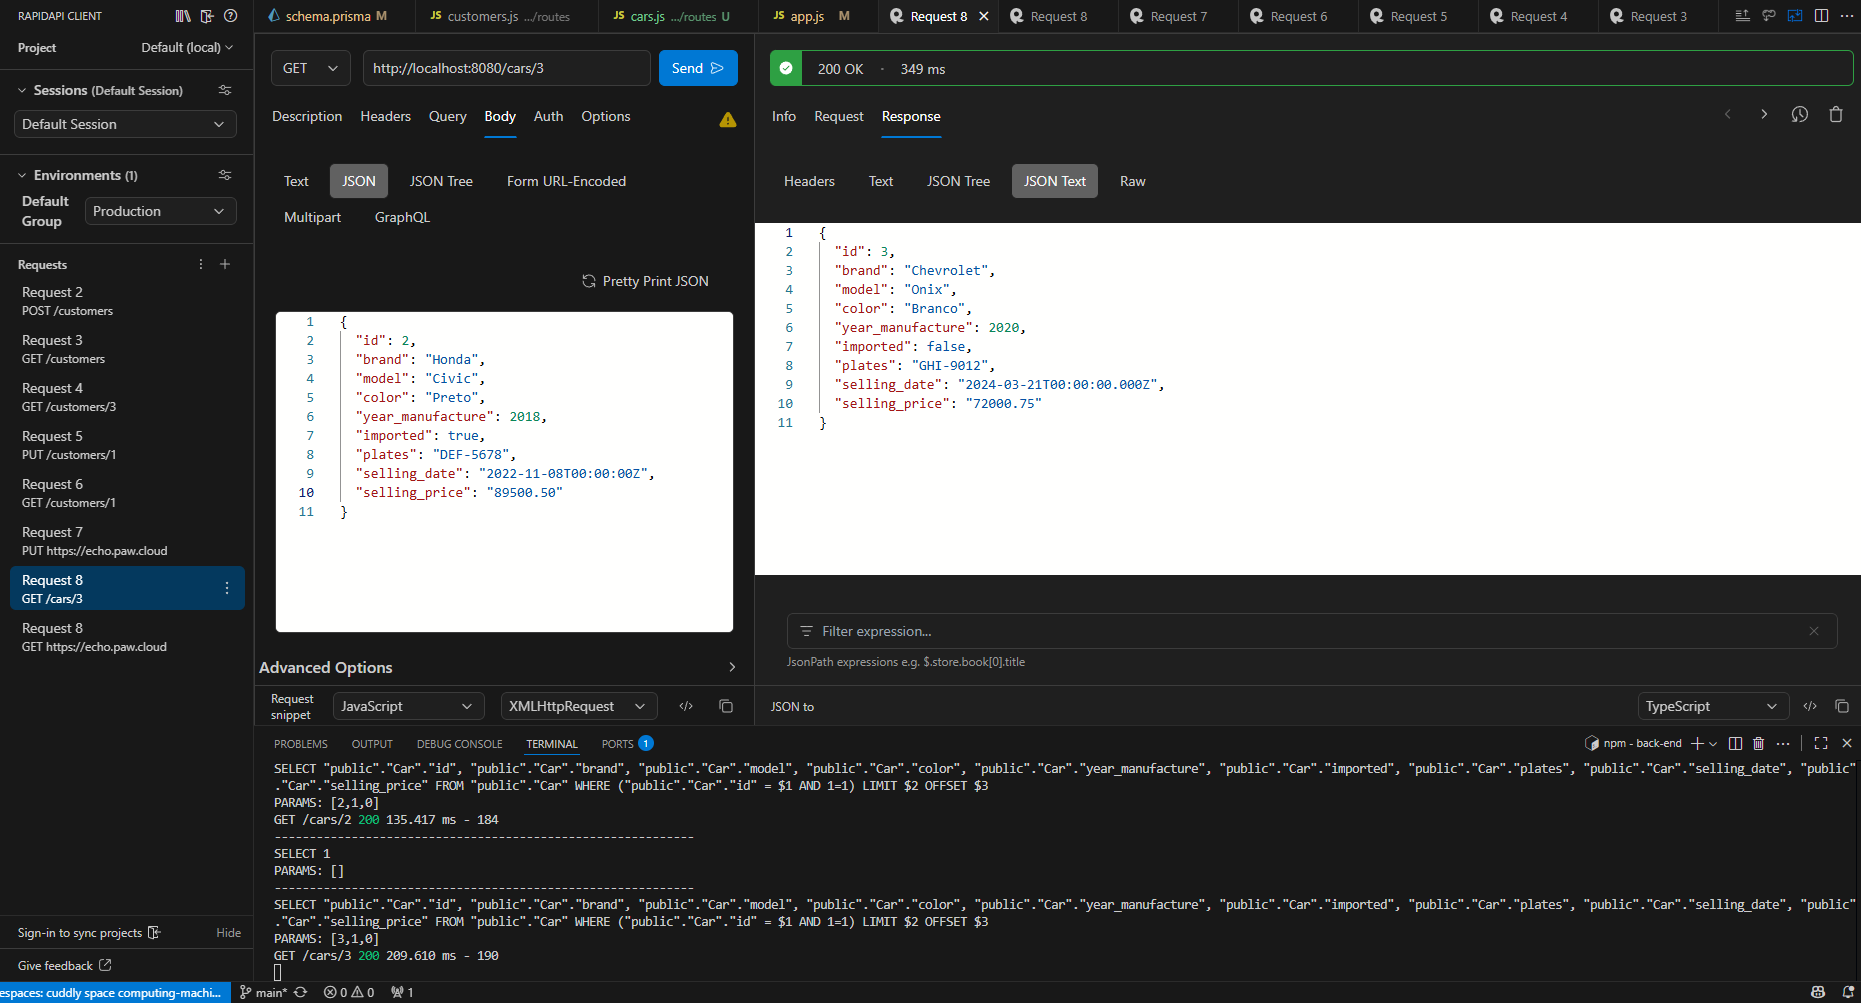 RAPIDAPI CLIENT
Project
Default (local)
Sessions (Default Session)
Default Session
Environments (1)
Default Group
Production
Requests
Request 2
POST /customers
Request 3
GET /customers
Request 4
GET /customers/3
Request 5
PUT /customers/1
Request 6
GET /customers/1
Request 7
PUT https://echo.paw.cloud
Request 8
GET /cars/3
Request 8
GET https://echo.paw.cloud
Sign-in to sync projects
Hide
Give feedback
schema.prisma M
JS customers.js .../routes
JS cars.js .../routes U
JS app.js M
Request 8
Request 8
Request 7
Request 6
Request 5
Request 4
Request 3
GET
http://localhost:8080/cars/3
Send
Description Headers Query Body Auth Options
Text JSON JSON Tree Form URL-Encoded
Multipart GraphQL
Pretty Print JSON
1 {
2 "id": 2,
3 "brand": "Honda",
4 "model": "Civic",
5 "color": "Preto",
6 "year_manufacture": 2018,
7 "imported": true,
8 "plates": "DEF-5678",
9 "selling_date": "2022-11-08T00:00:00Z",
10 "selling_price": "89500.50"
11 }
Advanced Options
Request snippet
JavaScript
XMLHttpRequest
200 OK · 349 ms
Info Request Response
Headers Text JSON Tree JSON Text Raw
1 {
2 "id": 3,
3 "brand": "Chevrolet",
4 "model": "Onix",
5 "color": "Branco",
6 "year_manufacture": 2020,
7 "imported": false,
8 "plates": "GHI-9012",
9 "selling_date": "2024-03-21T00:00:00.000Z",
10 "selling_price": "72000.75"
11 }
Filter expression...
JsonPath expressions e.g. $.store.book[0].title
JSON to
TypeScript
PROBLEMS OUTPUT DEBUG CONSOLE TERMINAL PORTS 1
npm - back-end
SELECT "public"."Car"."id", "public"."Car"."brand", "public"."Car"."model", "public"."Car"."color", "public"."Car"."year_manufacture", "public"."Car"."imported", "public"."Car"."plates", "public"."Car"."selling_date", "public"
."Car"."selling_price" FROM "public"."Car" WHERE ("public"."Car"."id" = $1 AND 1=1) LIMIT $2 OFFSET $3
PARAMS: [2,1,0]
GET /cars/2 200 135.417 ms - 184
------------------------------------------------------------
SELECT 1
PARAMS: []
------------------------------------------------------------
SELECT "public"."Car"."id", "public"."Car"."brand", "public"."Car"."model", "public"."Car"."color", "public"."Car"."year_manufacture", "public"."Car"."imported", "public"."Car"."plates", "public"."Car"."selling_date", "public"
."Car"."selling_price" FROM "public"."Car" WHERE ("public"."Car"."id" = $1 AND 1=1) LIMIT $2 OFFSET $3
PARAMS: [3,1,0]
GET /cars/3 200 209.610 ms - 190
espaces: cuddly space computing-machi...
main*
0 0
1